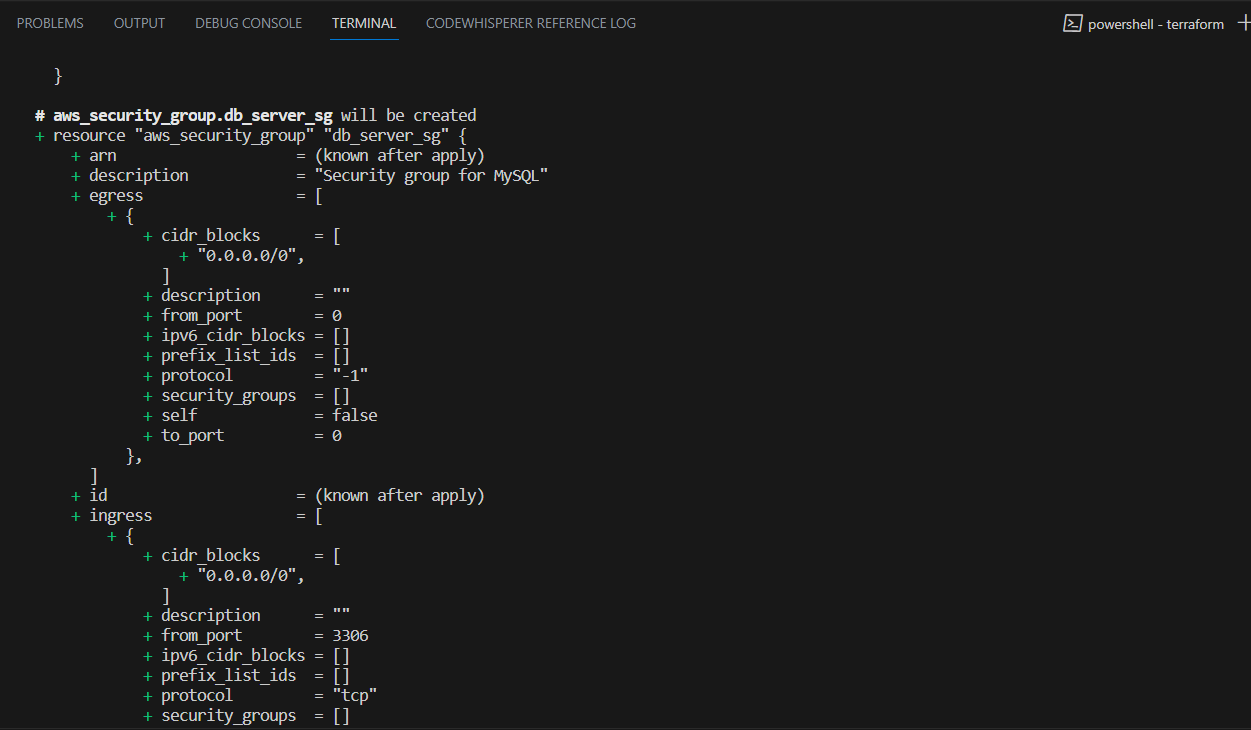 PROBLEMS OUTPUT DEBUG CONSOLE TERMINAL CODEWHISPERER REFERENCE LOG powershell - terraform +
}
# aws_security_group.db_server_sg will be created
+ resource "aws_security_group" "db_server_sg" {
+ arn = (known after apply)
+ description = "Security group for MySQL"
+ egress = [
+ {
+ cidr_blocks = [
+ "0.0.0.0/0",
]
+ description = ""
+ from_port = 0
+ ipv6_cidr_blocks = []
+ prefix_list_ids = []
+ protocol = "-1"
+ security_groups = []
+ self = false
+ to_port = 0
},
]
+ id = (known after apply)
+ ingress = [
+ {
+ cidr_blocks = [
+ "0.0.0.0/0",
]
+ description = ""
+ from_port = 3306
+ ipv6_cidr_blocks = []
+ prefix_list_ids = []
+ protocol = "tcp"
+ security_groups = []